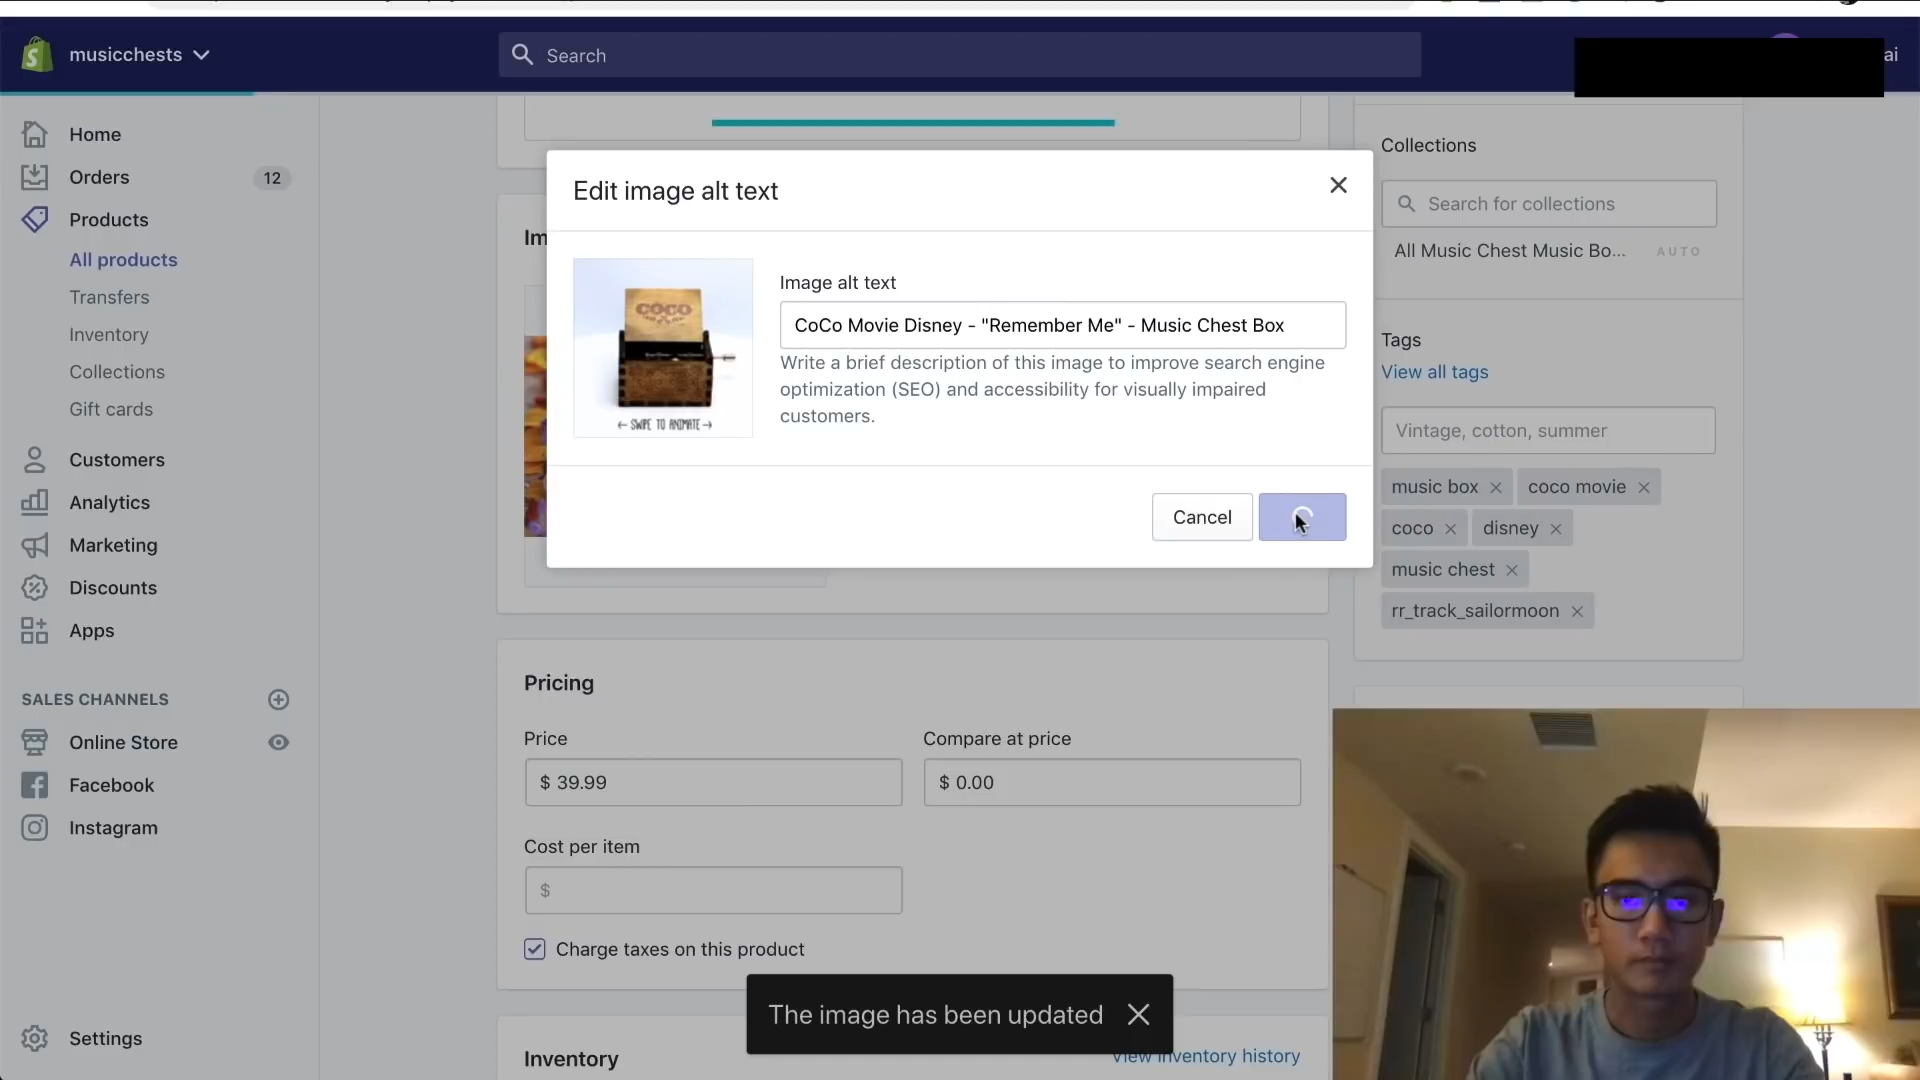 musicchests
Search
ai
Home
Orders 12
Products
All products
Transfers
Inventory
Collections
Gift cards
Customers
Analytics
Marketing
Discounts
Apps
SALES CHANNELS
Online Store
Facebook
Instagram
Settings
Im
Edit image alt text
COCO
← SWIPE TO ANIMATE →
Image alt text
CoCo Movie Disney - "Remember Me" - Music Chest Box
Write a brief description of this image to improve search engine
optimization (SEO) and accessibility for visually impaired
customers.
Cancel
Pricing
Price
Compare at price
$ 39.99
$ 0.00
Cost per item
$
Charge taxes on this product
The image has been updated
Inventory
View inventory history
Collections
Search for collections
All Music Chest Music Bo... AUTO
Tags
View all tags
Vintage, cotton, summer
music box
coco movie
coco
disney
music chest
rr_track_sailormoon